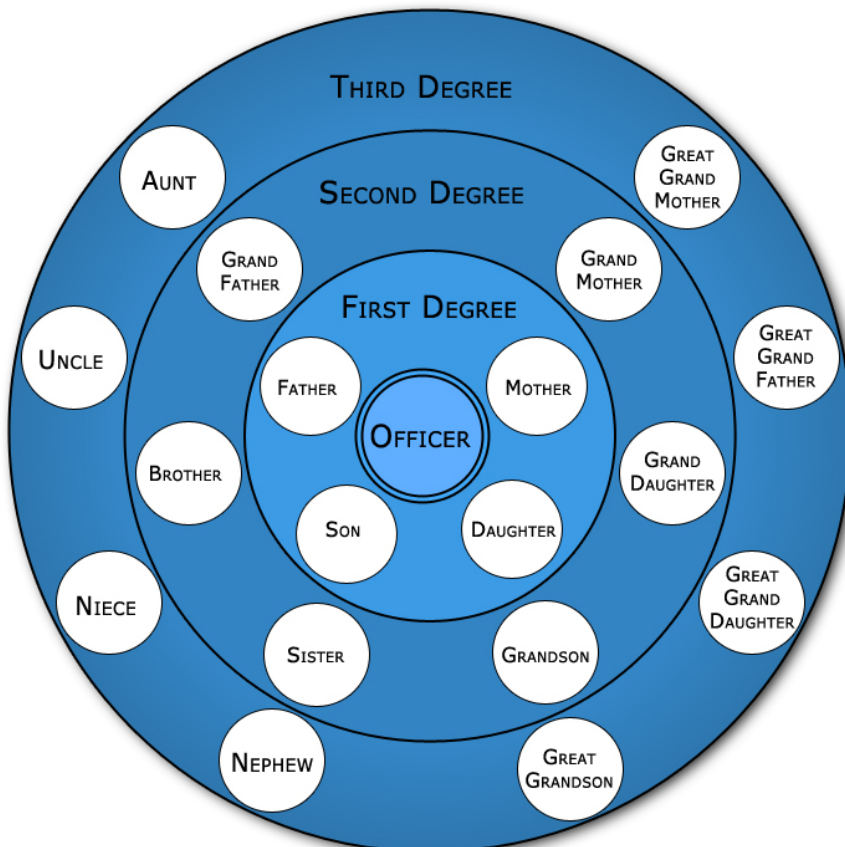 Third Degree
Aunt
Great
Grand
Mother
Second Degree
Grand
Father
Grand
Mother
First Degree
Uncle
Great
Grand
Father
Father
Mother
Officer
Brother
Grand
Daughter
Son
Daughter
Niece
Great
Grand
Daughter
Sister
Grandson
Nephew
Great
Grandson